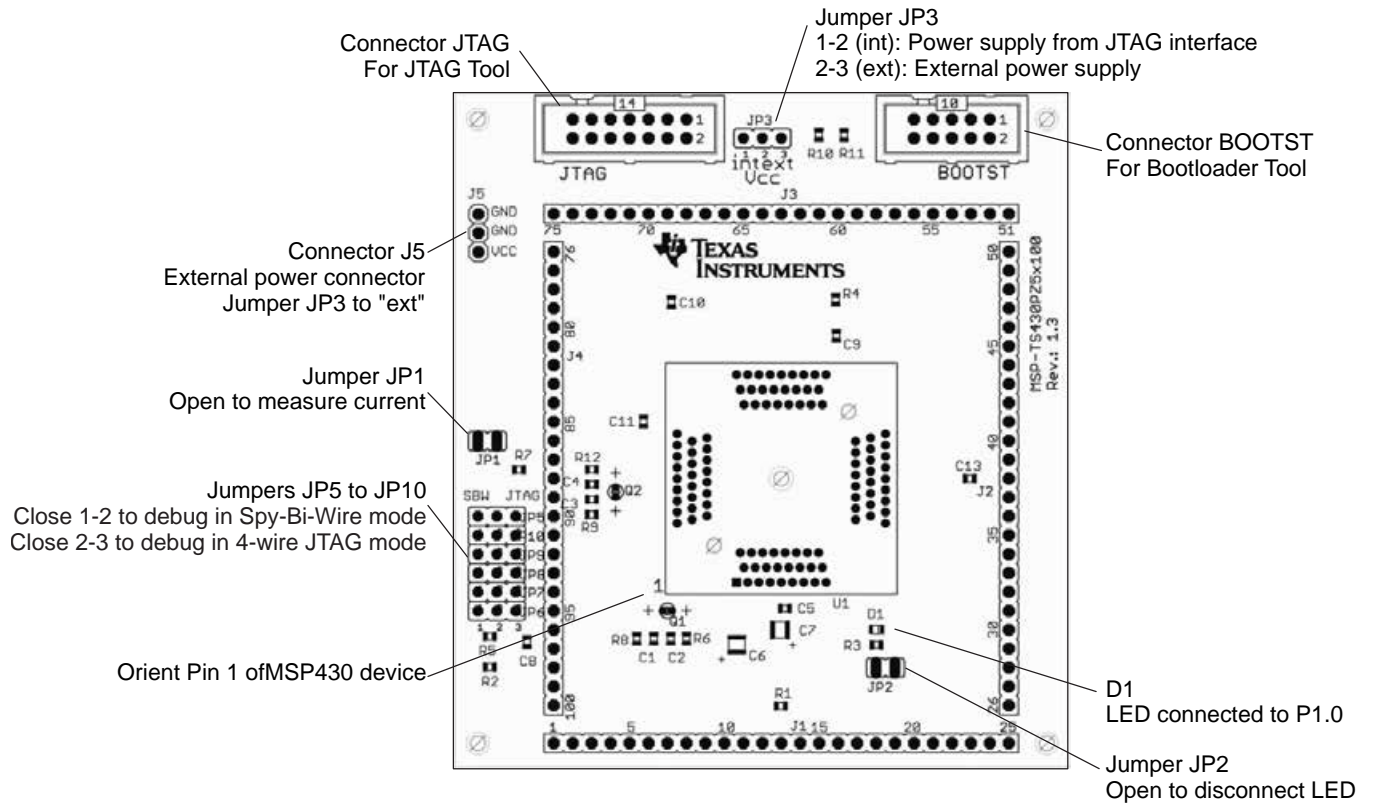 Jumper JP3
1-2 (int): Power supply from JTAG interface
2-3 (ext): External power supply
Connector JTAG
For JTAG Tool
Connector BOOTST
For Bootloader Tool
Connector J5
External power connector
Jumper JP3 to "ext"
Jumper JP1
Open to measure current
Jumpers JP5 to JP10
Close 1-2 to debug in Spy-Bi-Wire mode
Close 2-3 to debug in 4-wire JTAG mode
Orient Pin 1 ofMSP430 device
D1
LED connected to P1.0
Jumper JP2
Open to disconnect LED
14
1
2
JTAG
JP3
1 2 3
intext
Vcc
R10 R11
10
1
2
BOOTST
J5
GND
GND
VCC
J3
75 70 65 60 55 51
TEXAS
INSTRUMENTS
76
80
J4
85
90
95
100
50
45
40
35
30
26
MSP-TS430PZ5x100
Rev.: 1.3
C10
R4
C9
C11
JP1
R7
R12
C4
R9
Q2
C13
J2
SBW JTAG
JP5
JP9
JP8
JP7
JP6
1 2 3
R5
C8
R2
1
Q1
R8 C1 C2 R6
C5
C7
C6
U1
D1
R3
JP2
R1
1 5 10 J1 15 20 25